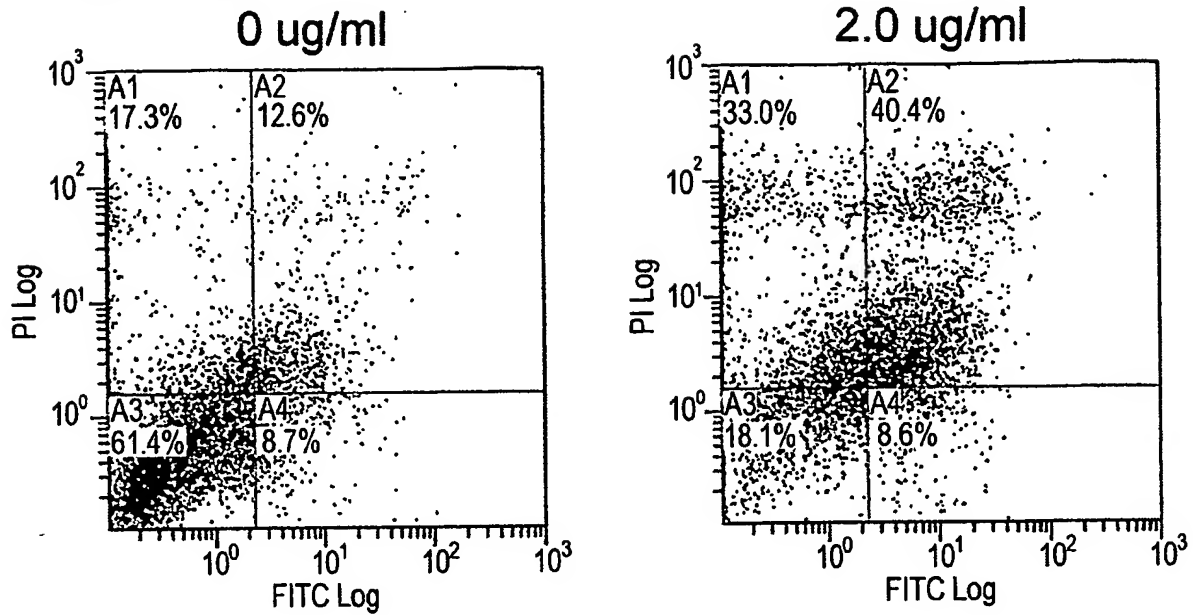 0 ug/ml
10³
A1
17.3%
A2
12.6%
10²
10¹
10⁰
PI Log
A3
61.4%
A4
8.7%
10⁰ 10¹ 10² 10³
FITC Log
2.0 ug/ml
10³
A1
33.0%
A2
40.4%
10²
10¹
10⁰
PI Log
A3
18.1%
A4
8.6%
10⁰ 10¹ 10² 10³
FITC Log